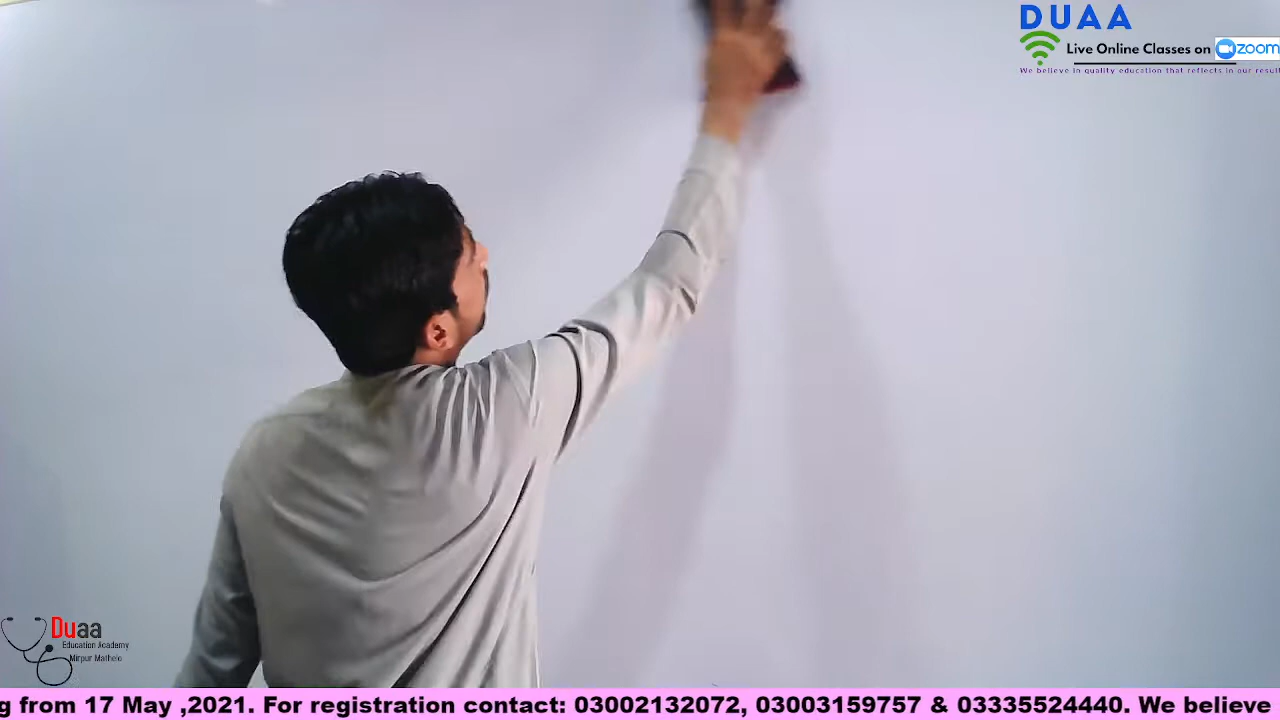 DUAA
Live Online Classes on zoom
We believe in quality education that reflects in our result
Duaa
Education Academy
Mirpur Mathelo
g from 17 May ,2021. For registration contact: 03002132072, 03003159757 & 03335524440. We believe